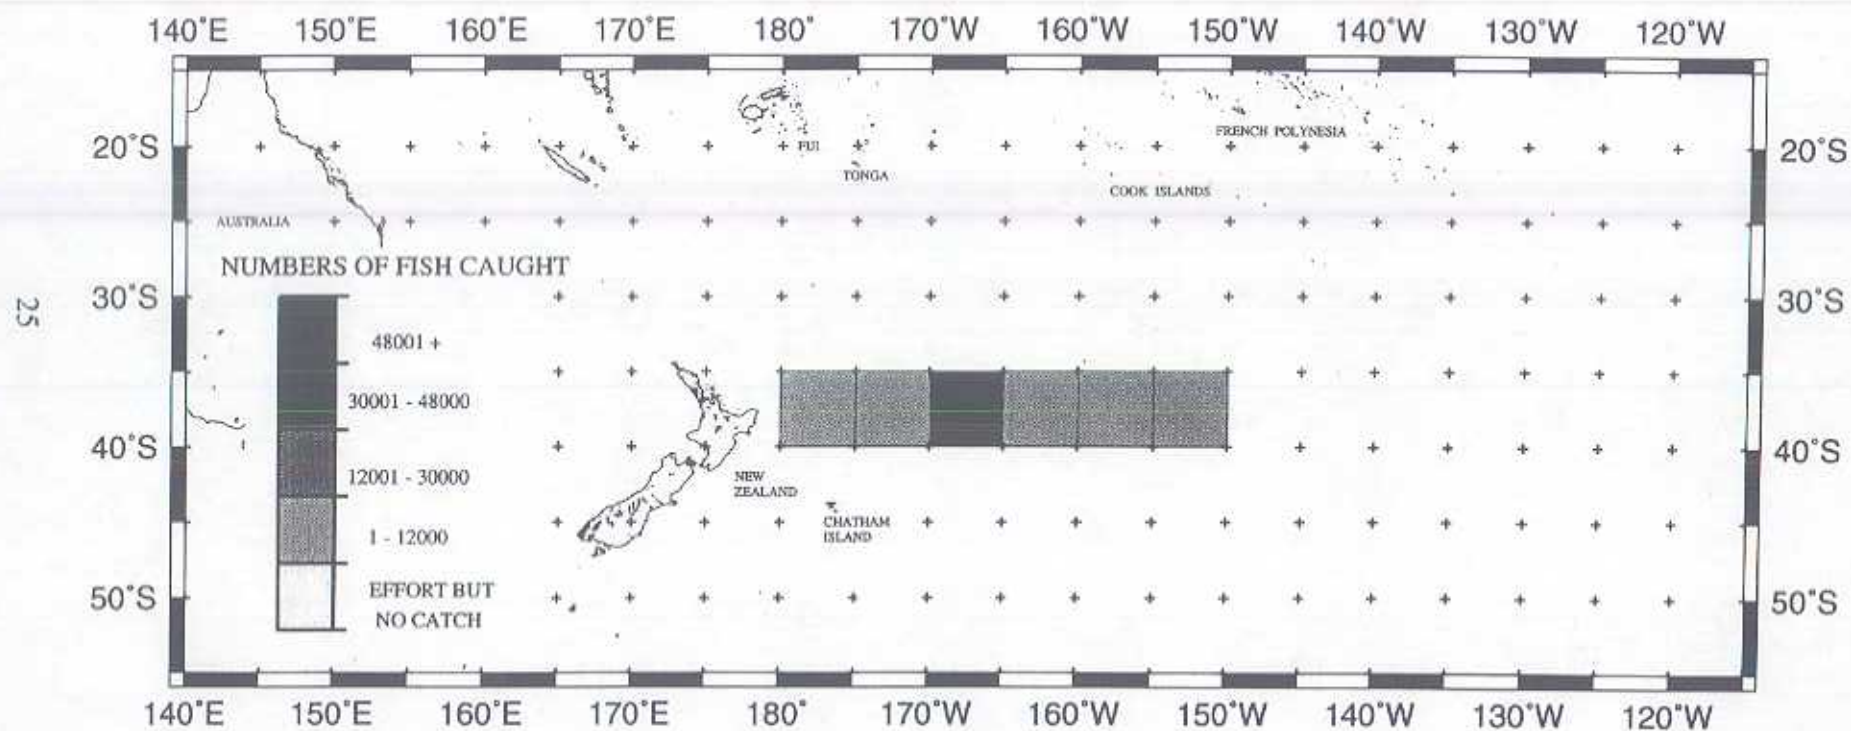 140°E 150°E 160°E 170°E 180° 170°W 160°W 150°W 140°W 130°W 120°W
FRENCH POLYNESIA
20°S 20°S
FIJI
TONGA
COOK ISLANDS
AUSTRALIA
NUMBERS OF FISH CAUGHT
25
30°S 30°S
48001 +
30001 - 48000
40°S 40°S
12001 - 30000
NEW
ZEALAND
CHATHAM
ISLAND
1 - 12000
EFFORT BUT
NO CATCH
50°S 50°S
140°E 150°E 160°E 170°E 180° 170°W 160°W 150°W 140°W 130°W 120°W